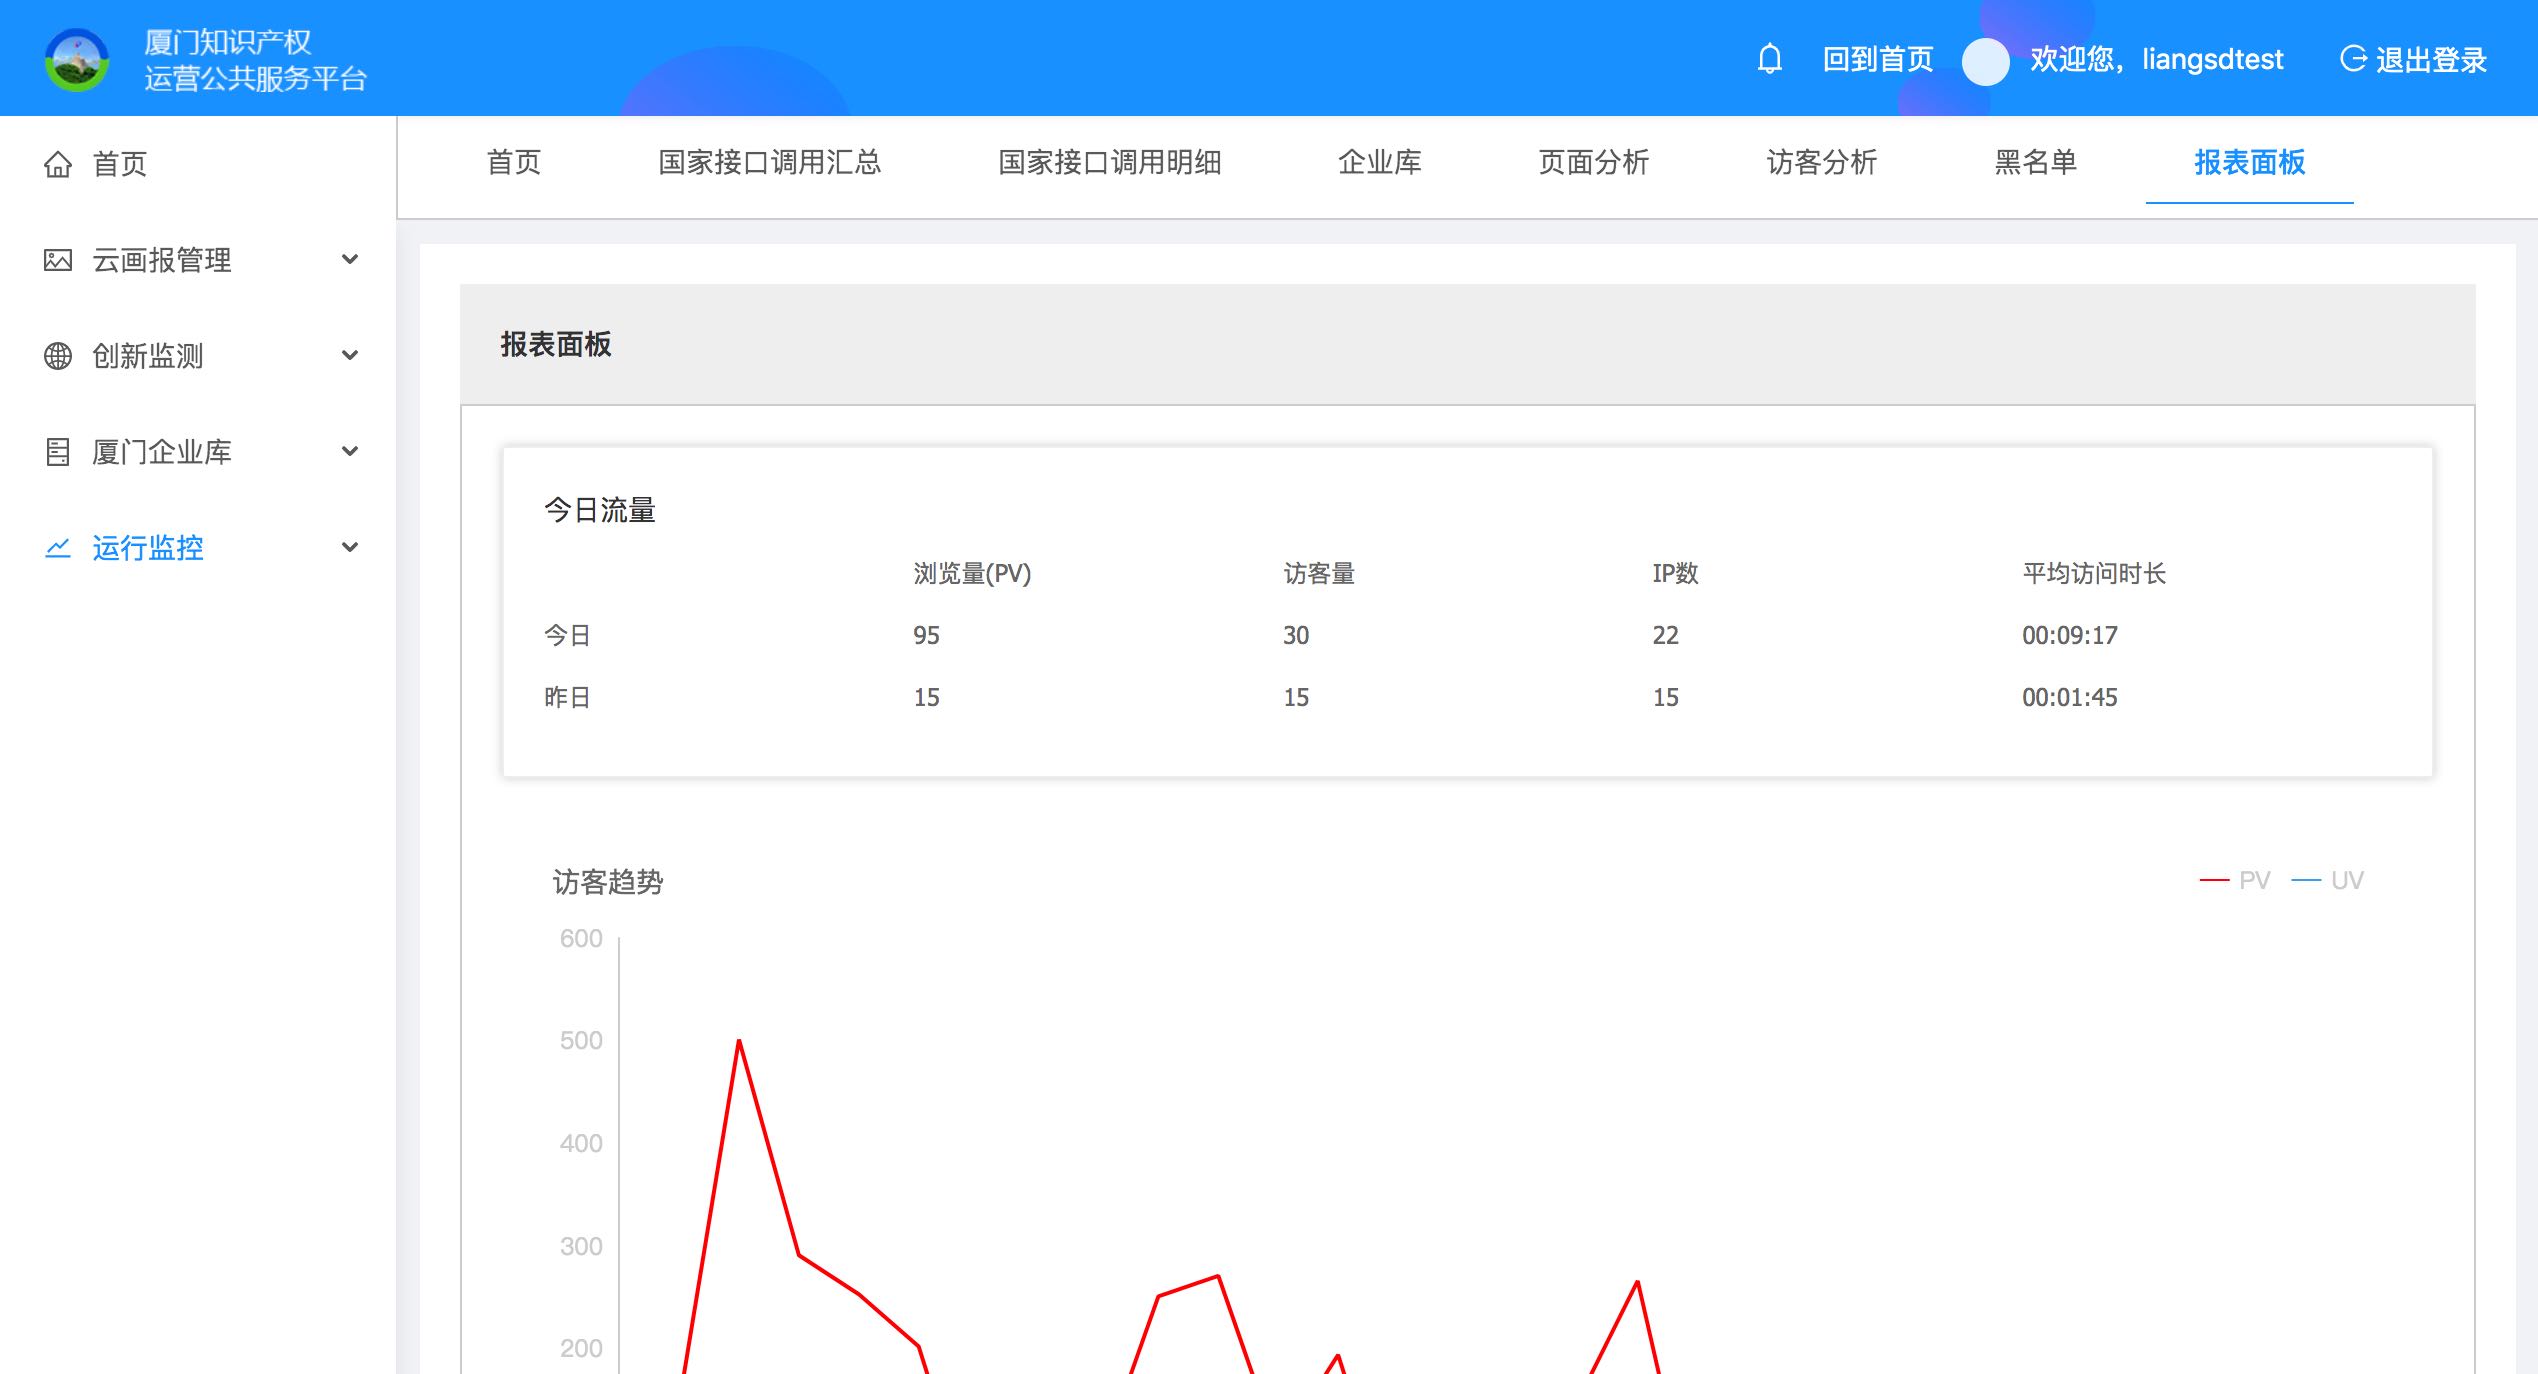 厦门知识产权
运营公共服务平台
回到首页
欢迎您，liangsdtest
退出登录
首页
云画报管理
创新监测
厦门企业库
运行监控
首页 国家接口调用汇总 国家接口调用明细 企业库 页面分析 访客分析 黑名单 报表面板
报表面板
今日流量
浏览量(PV) 访客量 IP数 平均访问时长
今日 95 30 22 00:09:17
昨日 15 15 15 00:01:45
访客趋势
PV UV
600
500
400
300
200